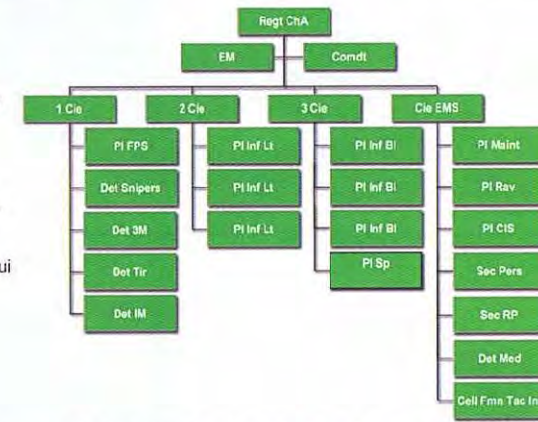 Regt ChA
EM
Comdt
1 Cie
2 Cie
3 Cie
Cie EMS
Pl FPS
Pl Inf Lt
Pl Inf Bl
Pl Maint
Det Snipers
Pl Inf Lt
Pl Inf Bl
Pl Rav
Det 3M
Pl Inf Lt
Pl Inf Bl
Pl CIS
ui
Det Tir
Pl Sp
Sec Pers
Det IM
Sec RP
Det Med
Cell Fmn Tac In